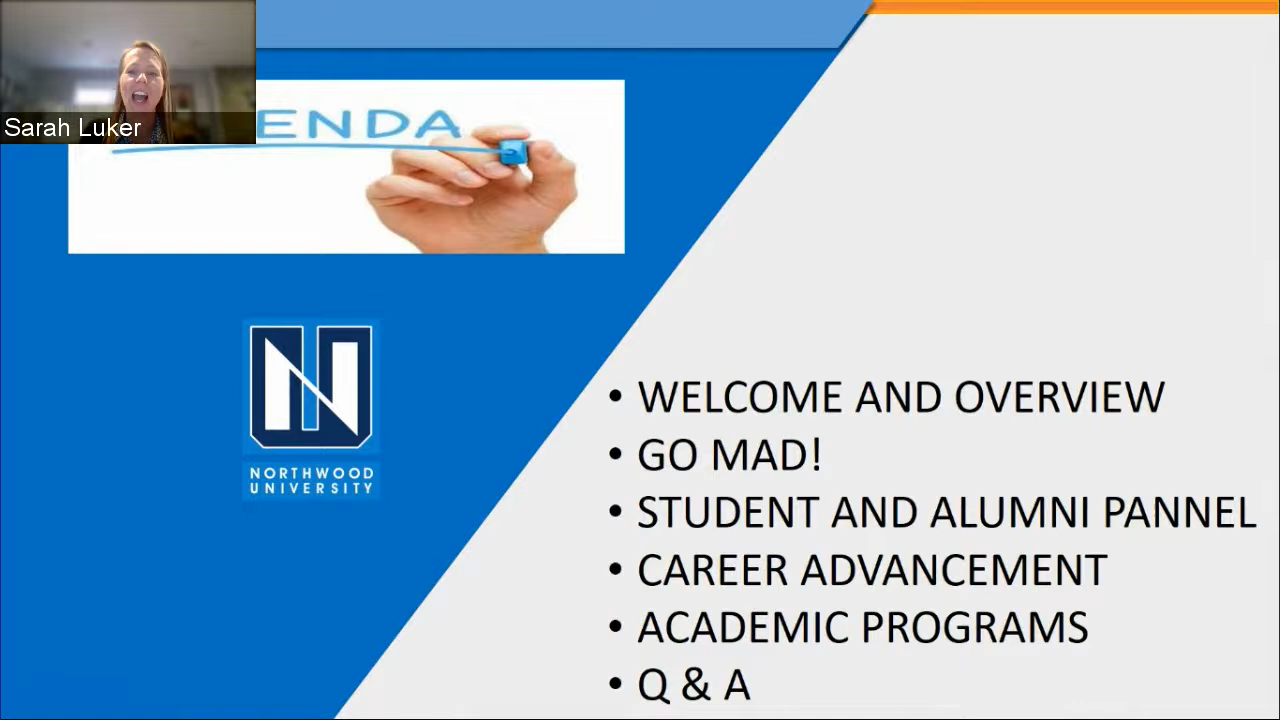 Sarah Luker
ENDA
NORTHWOOD
UNIVERSITY
• WELCOME AND OVERVIEW
• GO MAD!
• STUDENT AND ALUMNI PANNEL
• CAREER ADVANCEMENT
• ACADEMIC PROGRAMS
• Q & A